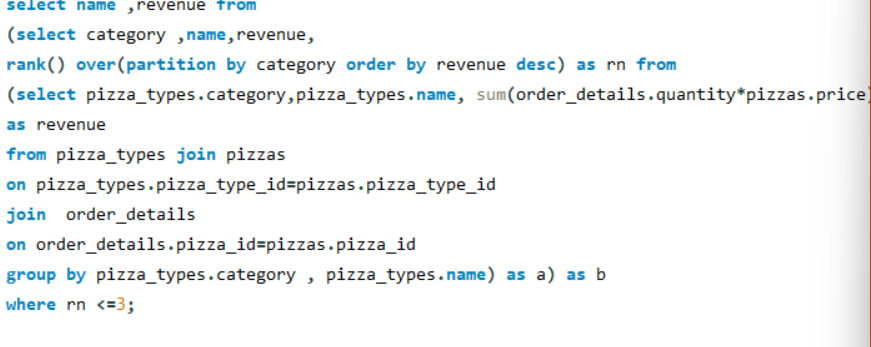 select name ,revenue from
(select category ,name,revenue,
rank() over(partition by category order by revenue desc) as rn from
(select pizza_types.category,pizza_types.name, sum(order_details.quantity*pizzas.price)
as revenue
from pizza_types join pizzas
on pizza_types.pizza_type_id=pizzas.pizza_type_id
join  order_details
on order_details.pizza_id=pizzas.pizza_id
group by pizza_types.category , pizza_types.name) as a) as b
where rn <=3;